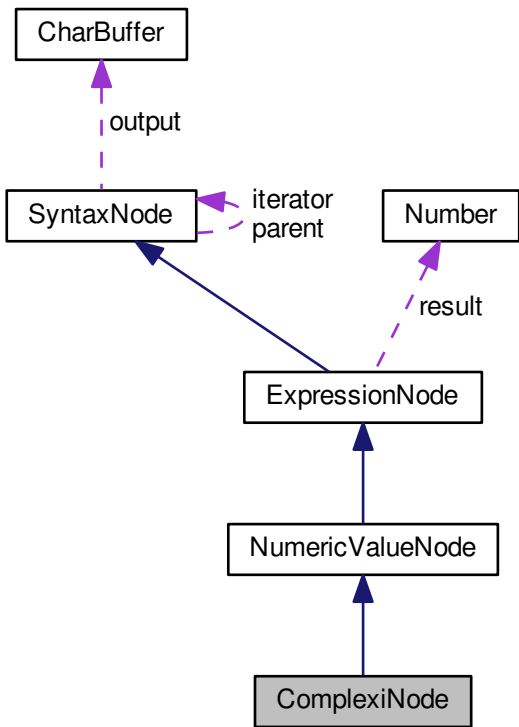 CharBuffer
output
SyntaxNode
iterator
parent
Number
result
ExpressionNode
NumericValueNode
ComplexiNode